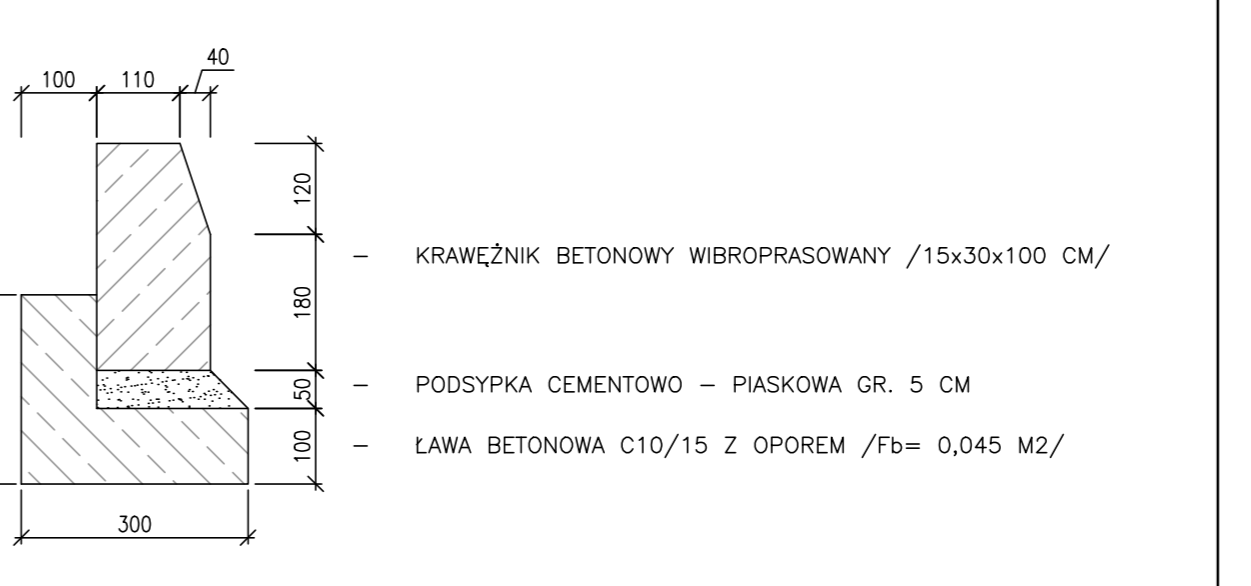 40
100 110
120
– KRAWĘŻNIK BETONOWY WIBROPRASOWANY /15x30x100 CM/
180
– PODSYPKA CEMENTOWO – PIASKOWA GR. 5 CM
50
– ŁAWA BETONOWA C10/15 Z OPOREM /Fb= 0,045 M2/
100
300